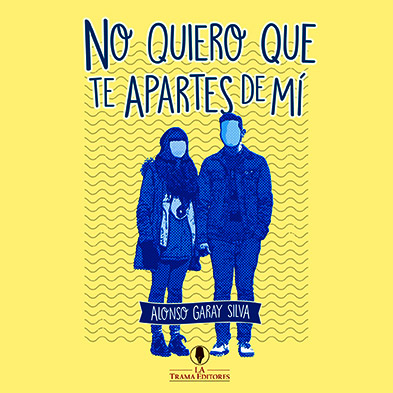 NO QUIERO QUE
TE APARTES DE MÍ
ALONSO GARAY SILVA
LA
TRAMA EDITORES